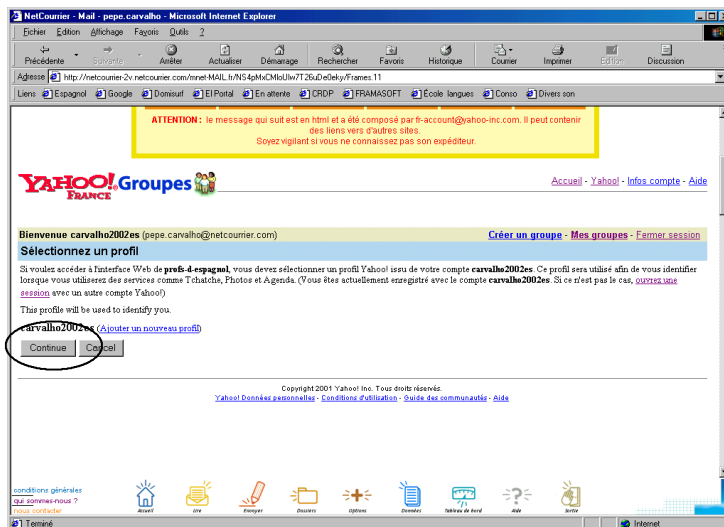 NetCourrier - Mail - pepe.carvalho - Microsoft Internet Explorer
Fichier Edition Affichage Favoris Outils ?
Précédente Suivante Arrêter Actualiser Démarrage Rechercher Favoris Historique Courrier Imprimer Edition Discussion
Adresse http://netcourrier-2v.netcourrier.com/mnet-MAIL.fr/NS4pMxCMloUlw7T26uDe0eky/Frames.11
Liens Espagnol Google Domisurf El Portal En attente CRDP FRAMASOFT École langues Conso Divers son
ATTENTION : le message qui suit est en html et a été composé par fr-account@yahoo-inc.com. Il peut contenir
des liens vers d'autres sites.
Soyez vigilant si vous ne connaissez pas son expéditeur.
YAHOO! Groupes
FRANCE
Accueil - Yahoo! - Infos compte - Aide
Bienvenue carvalho2002es (pepe.carvalho@netcourrier.com) Créer un groupe - Mes groupes - Fermer session
Sélectionnez un profil
Si voulez accéder à l'interface Web de profs-d-espagnol, vous devez sélectionner un profil Yahoo! issu de votre compte carvalho2002es. Ce profil sera utilisé afin de vous identifier
lorsque vous utiliserez des services comme Tchatche, Photos et Agenda. (Vous êtes actuellement enregistré avec le compte carvalho2002es. Si ce n'est pas le cas, ouvrez une
session avec un autre compte Yahoo!)
This profile will be used to identify you.
carvalho2002es (Ajouter un nouveau profil)
Continue Cancel
Copyright 2001 Yahoo! Inc. Tous droits réservés.
Yahoo! Données personnelles - Conditions d'utilisation - Guide des communautés - Aide
conditions générales
qui sommes-nous ?
nous contacter
Accueil Lire Envoyer Dossiers Options Données Tableau de bord Aide Sortie
Terminé Internet